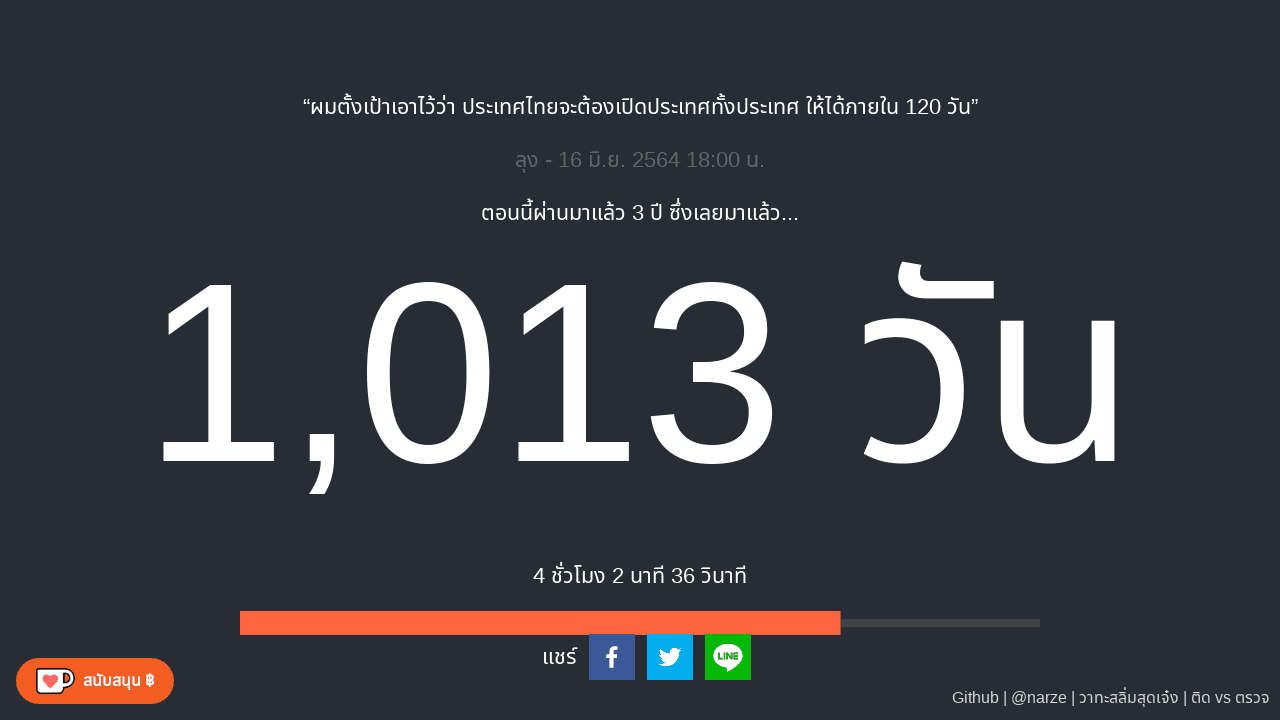 “ผมตั้งเป้าเอาไว้ว่า ประเทศไทยจะต้องเปิดประเทศทั้งประเทศ ให้ได้ภายใน 120 วัน”
ลุง - 16 มิ.ย. 2564 18:00 น.
ตอนนี้ผ่านมาแล้ว 3 ปี ซึ่งเลยมาแล้ว...
1,013 วัน
4 ชั่วโมง 2 นาที 36 วินาที
แชร์ LINE
สนับสนุน ฿
Github | @narze | วาทะสลิ่มสุดเจ๋ง | ติด vs ตรวจ